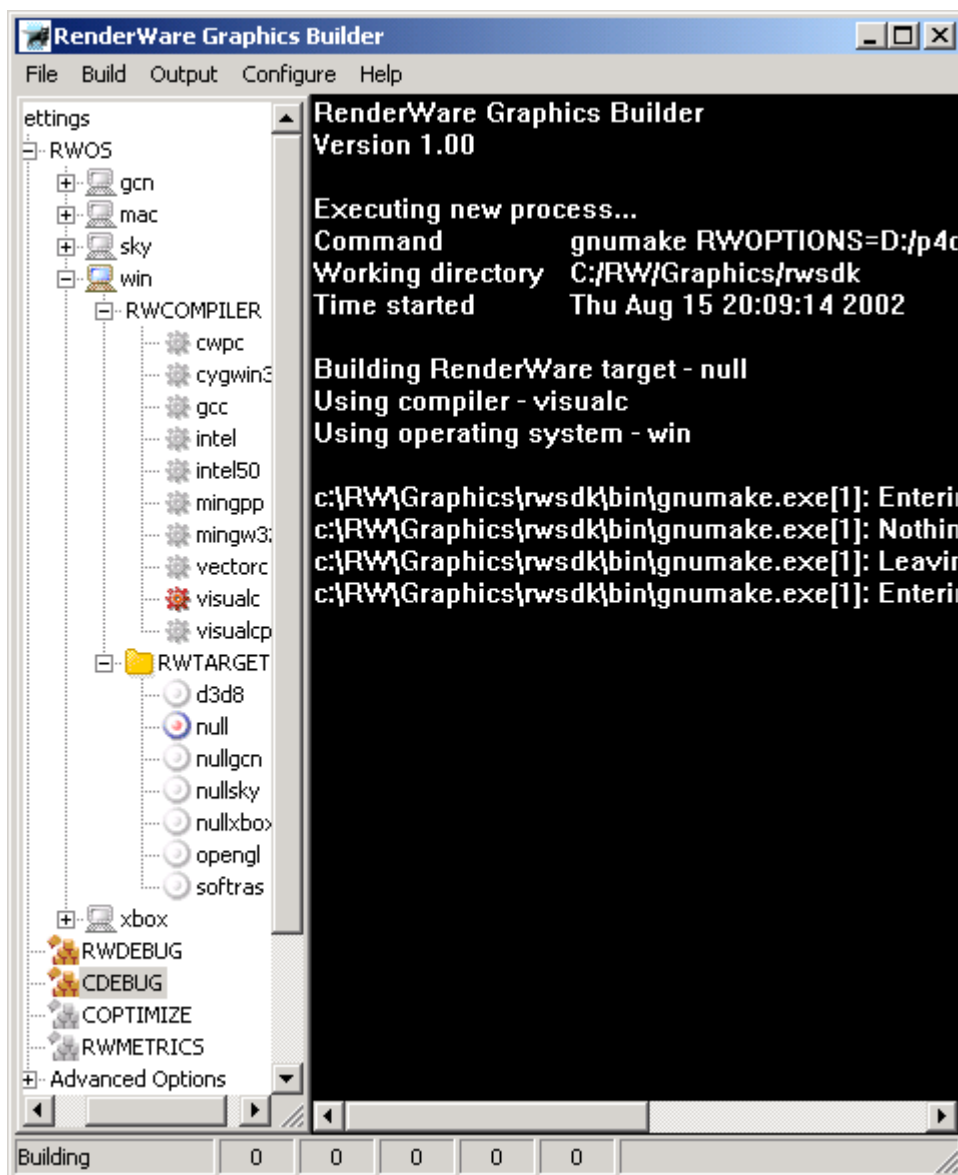 RenderWare Graphics Builder
File Build Output Configure Help
ettings
RWOS
gcn
mac
sky
win
RWCOMPILER
cwpc
cygwin3
gcc
intel
intel50
mingpp
mingw32
vectorc
visualc
visualcp
RWTARGET
d3d8
null
nullgcn
nullsky
nullxbox
opengl
softras
xbox
RWDEBUG
CDEBUG
COPTIMIZE
RWMETRICS
Advanced Options
RenderWare Graphics Builder
Version 1.00
Executing new process...
Command gnumake RWOPTIONS=D:/p4c
Working directory C:/RW/Graphics/rwsdk
Time started Thu Aug 15 20:09:14 2002
Building RenderWare target - null
Using compiler - visualc
Using operating system - win
c:\RW\Graphics\rwsdk\bin\gnumake.exe[1]: Enterin
c:\RW\Graphics\rwsdk\bin\gnumake.exe[1]: Nothin
c:\RW\Graphics\rwsdk\bin\gnumake.exe[1]: Leavin
c:\RW\Graphics\rwsdk\bin\gnumake.exe[1]: Enterin
Building 0 0 0 0 0